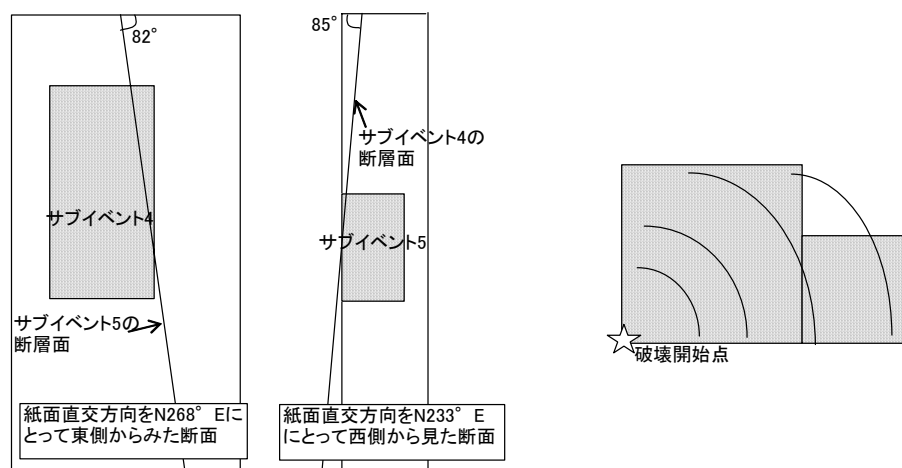 82°
サブイベント4
サブイベント5の
断層面
紙面直交方向をN268°Eに
とって東側からみた断面
85°
サブイベント4の
断層面
サブイベント5
紙面直交方向をN233°E
にとって西側から見た断面
破壊開始点